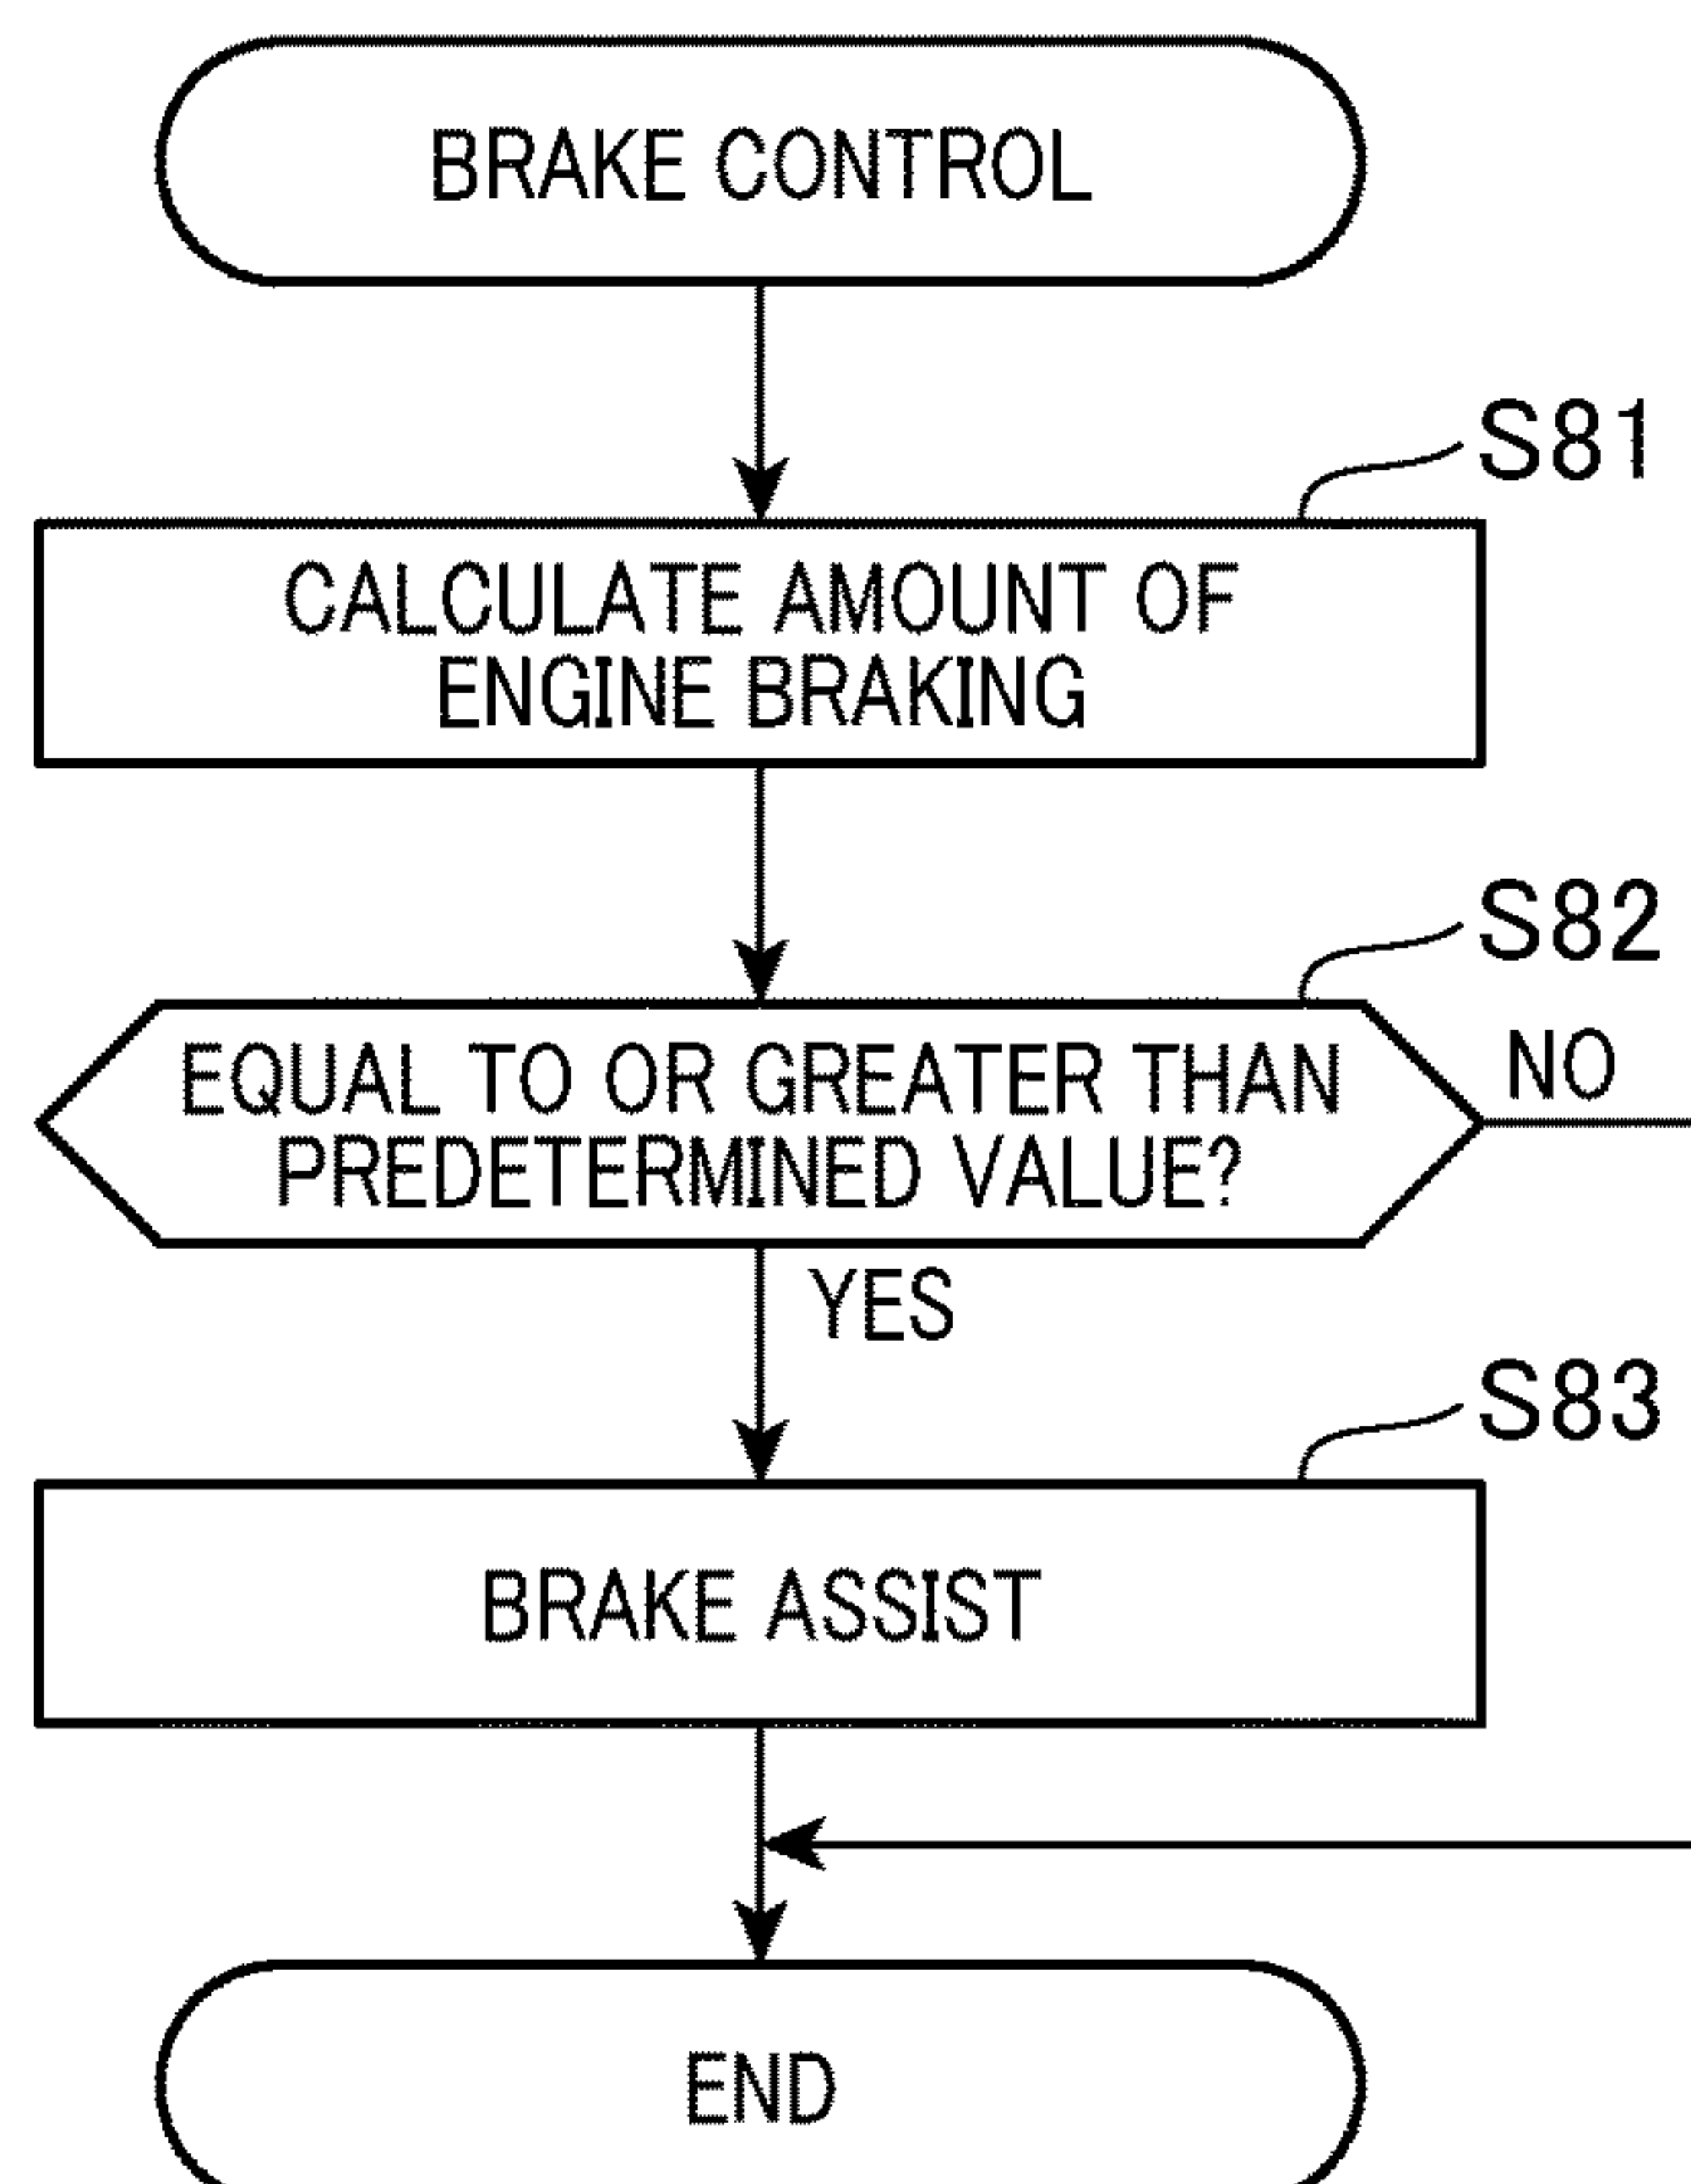 BRAKE CONTROL
S81
CALCULATE AMOUNT OF
ENGINE BRAKING
S82
EQUAL TO OR GREATER THAN
PREDETERMINED VALUE?
NO
YES
S83
BRAKE ASSIST
END